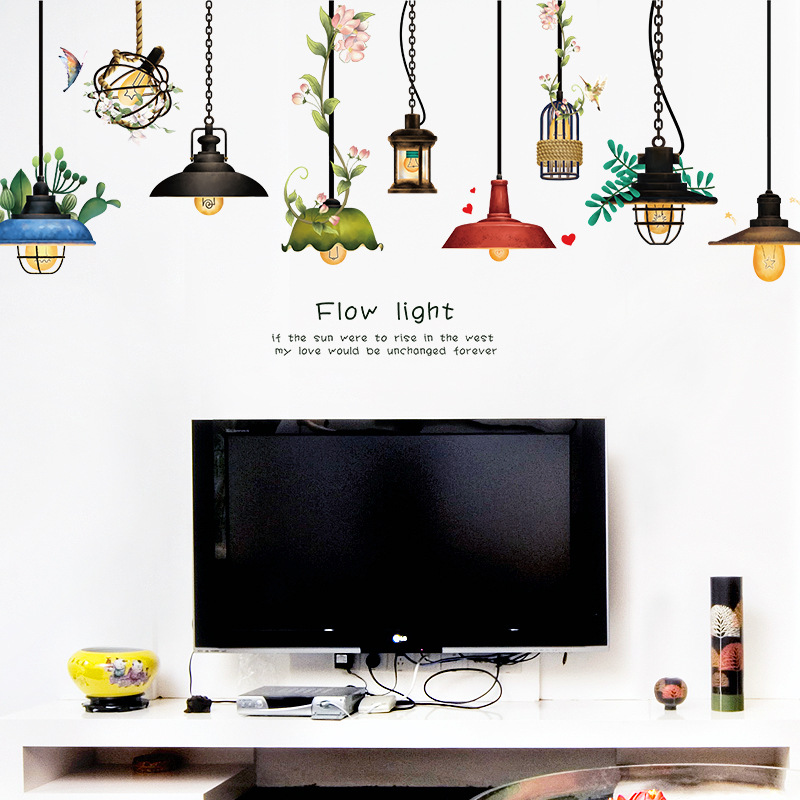 Flow light
if the sun were to rise in the west
my love would be unchanged forever